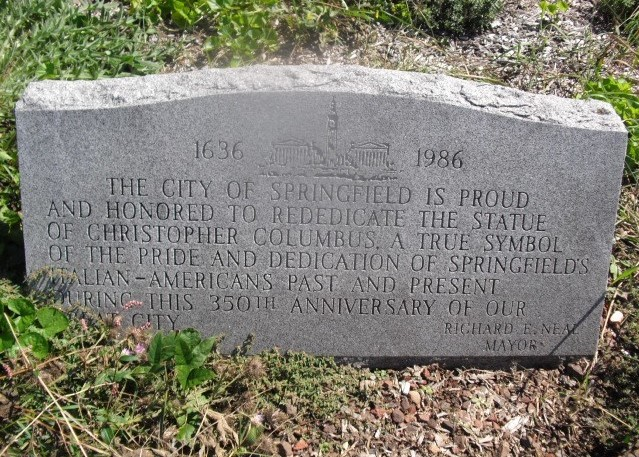 1636 1986
THE CITY OF SPRINGFIELD IS PROUD
AND HONORED TO REDEDICATE THE STATUE
OF CHRISTOPHER COLUMBUS, A TRUE SYMBOL
OF THE PRIDE AND DEDICATION OF SPRINGFIELD'S
ALIAN-AMERICANS PAST AND PRESENT
DURING THIS 350TH ANNIVERSARY OF OUR
CITY
RICHARD E. NEAL
MAYOR